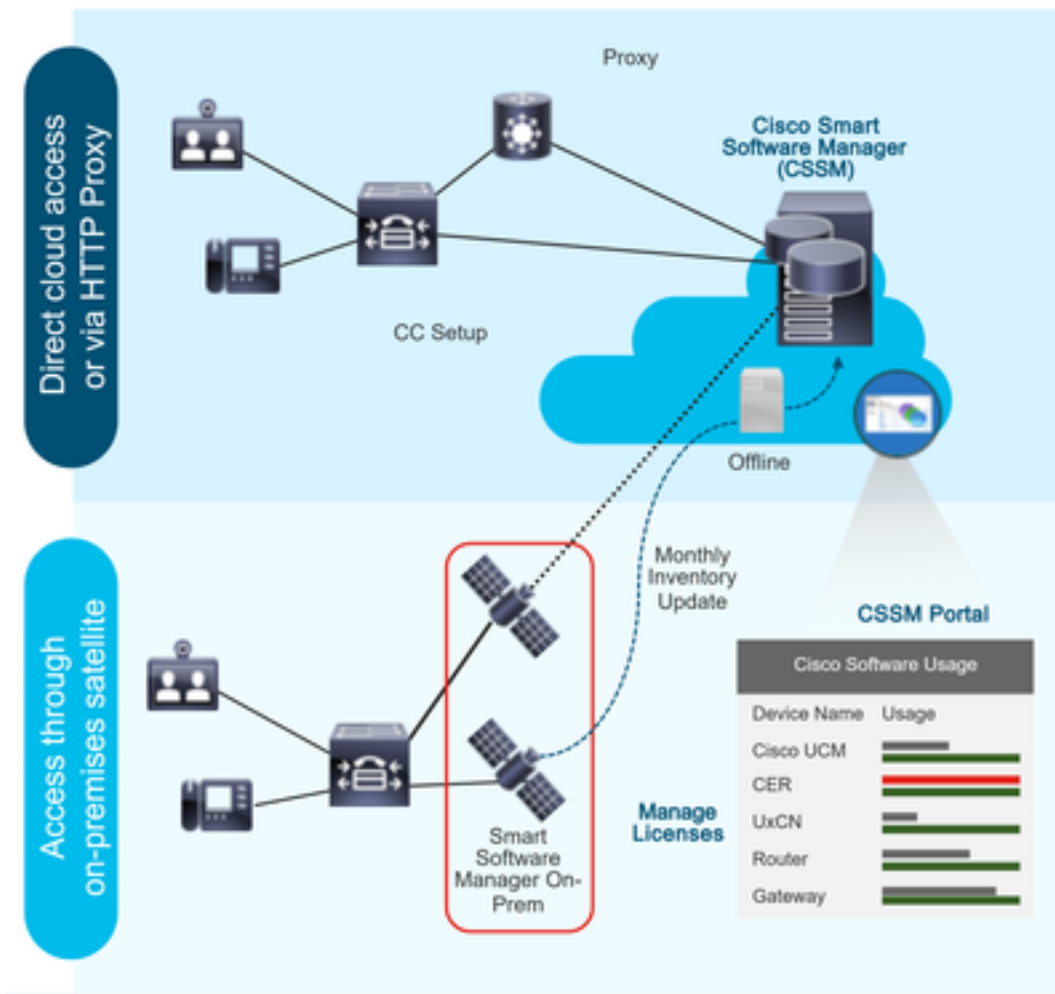 Direct cloud access
or via HTTP Proxy
Proxy
Cisco Smart
Software Manager
(CSSM)
CC Setup
Offline
Access through
on-premises satellite
Monthly
Inventory
Update
Smart
Software
Manager On-
Prem
Manage
Licenses
CSSM Portal
Cisco Software Usage
Device Name Usage
Cisco UCM
CER
UxCN
Router
Gateway